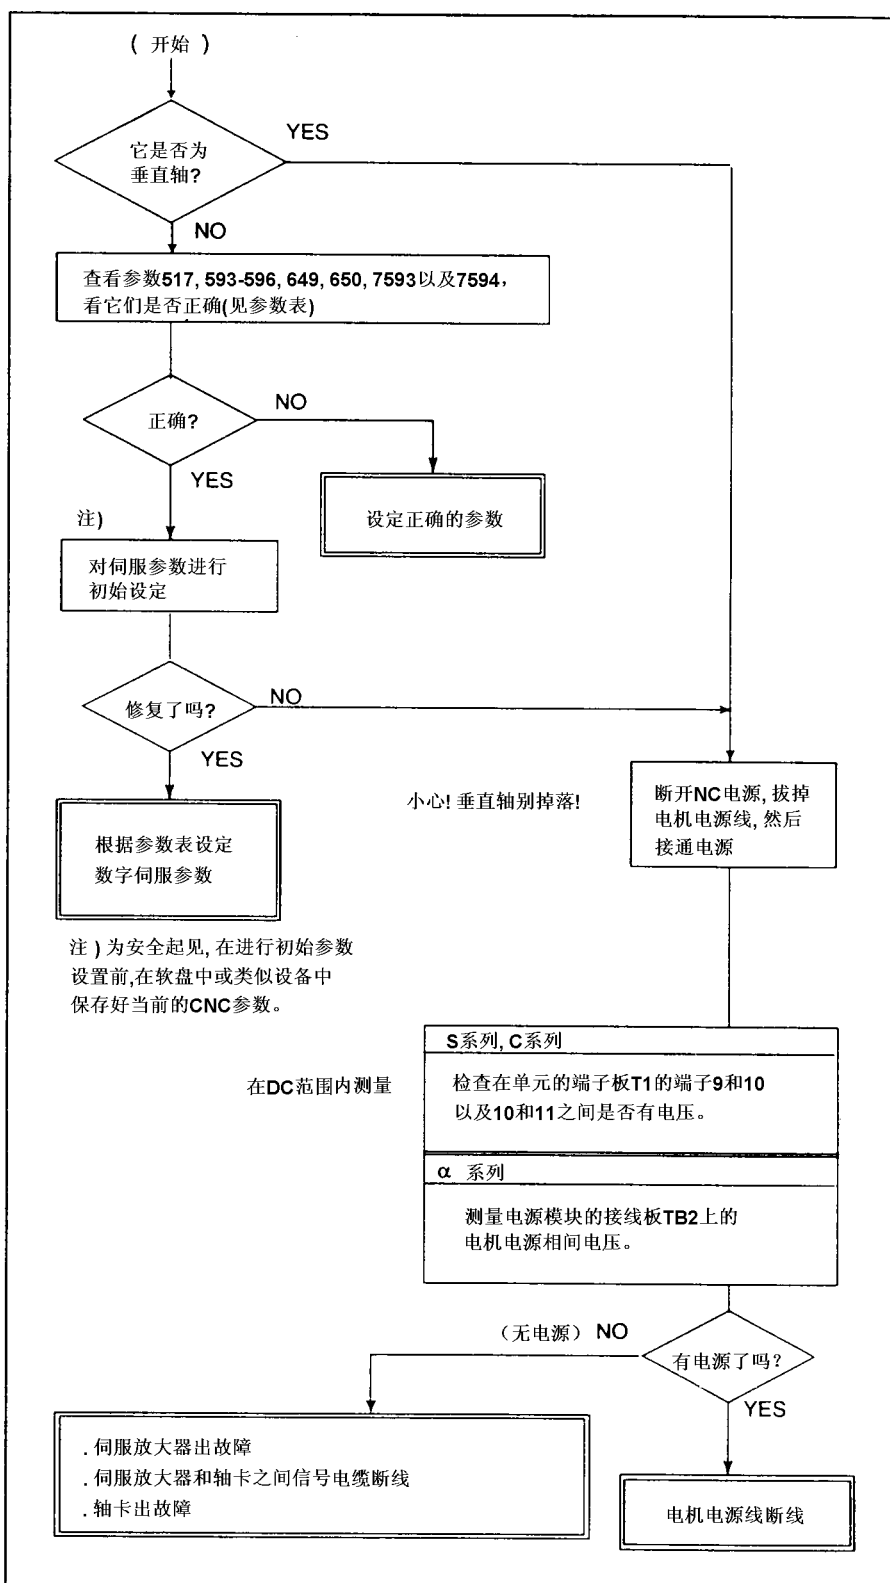 ( 开始 )
它是否为
垂直轴?
YES
NO
查看参数517, 593-596, 649, 650, 7593以及7594,
看它们是否正确(见参数表)
正确?
NO
YES
设定正确的参数
注)
对伺服参数进行
初始设定
修复了吗?
NO
YES
根据参数表设定
数字伺服参数
注 ) 为安全起见, 在进行初始参数
设置前,在软盘中或类似设备中
保存好当前的CNC参数。
小心! 垂直轴别掉落!
断开NC电源, 拔掉
电机电源线, 然后
接通电源
在DC范围内测量
S系列, C系列
检查在单元的端子板T1的端子9和10
以及10和11之间是否有电压。
α 系列
测量电源模块的接线板TB2上的
电机电源相间电压。
有电源了吗?
(无电源) NO
YES
. 伺服放大器出故障
. 伺服放大器和轴卡之间信号电缆断线
. 轴卡出故障
电机电源线断线